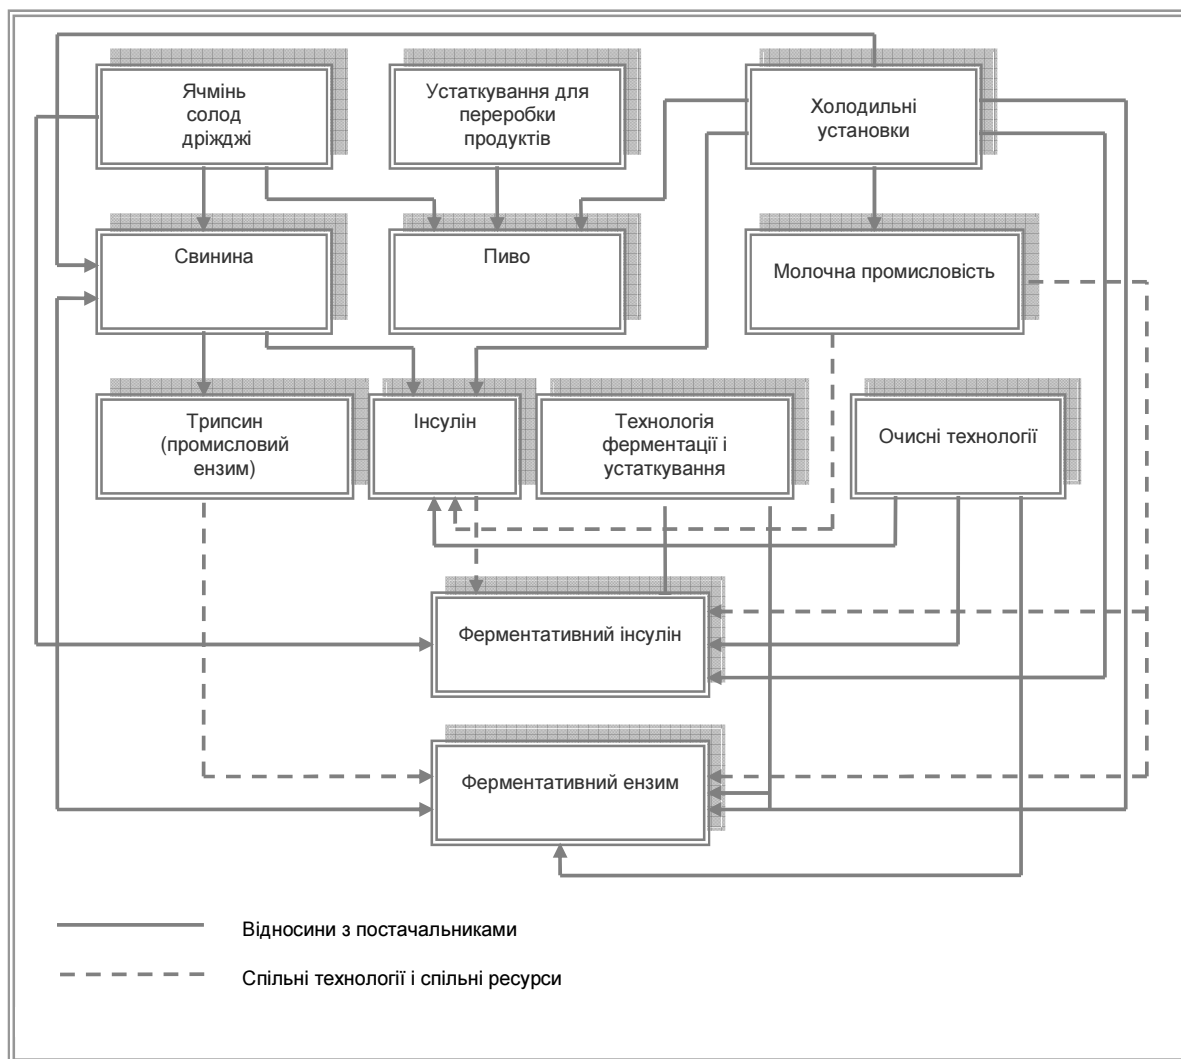 Ячмінь
солод
дріжджі
Устаткування для
переробки
продуктів
Холодильні
установки
Свинина
Пиво
Молочна промисловість
Трипсин
(промисловий
ензим)
Інсулін
Технологія
ферментації і
устаткування
Очисні технології
Ферментативний інсулін
Ферментативний ензим
Відносини з постачальниками
Спільні технології і спільні ресурси